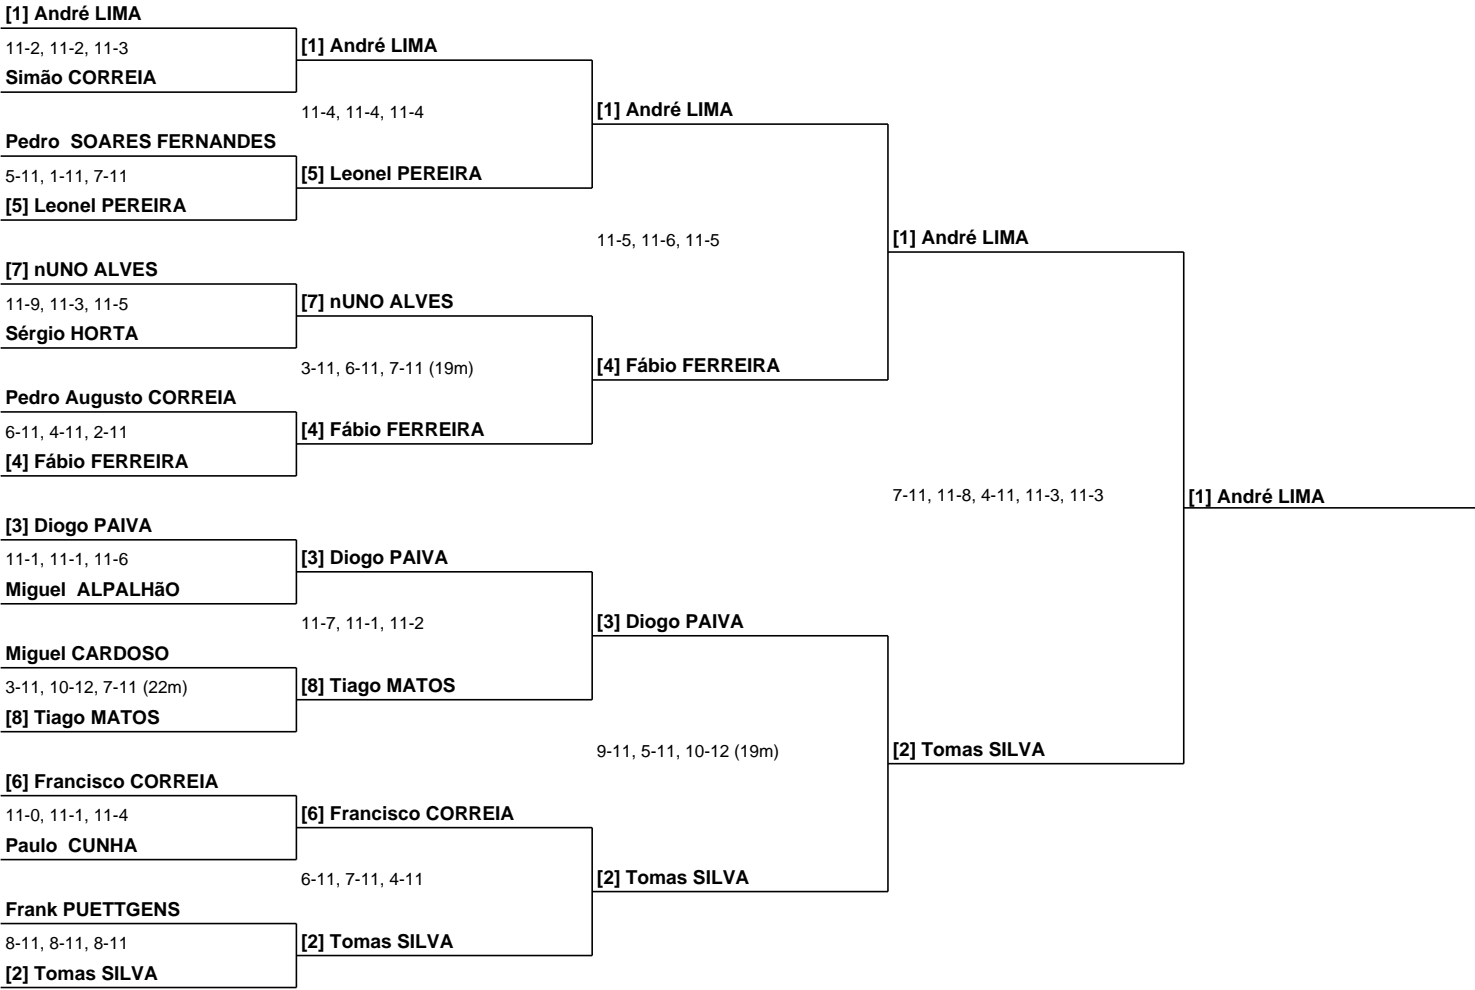 [1] André LIMA
11-2, 11-2, 11-3
Simão CORREIA
Pedro  SOARES FERNANDES
5-11, 1-11, 7-11
[5] Leonel PEREIRA
[7] nUNO ALVES
11-9, 11-3, 11-5
Sérgio HORTA
Pedro Augusto CORREIA
6-11, 4-11, 2-11
[4] Fábio FERREIRA
[3] Diogo PAIVA
11-1, 11-1, 11-6
Miguel  ALPALHãO
Miguel CARDOSO
3-11, 10-12, 7-11 (22m)
[8] Tiago MATOS
[6] Francisco CORREIA
11-0, 11-1, 11-4
Paulo  CUNHA
Frank PUETTGENS
8-11, 8-11, 8-11
[2] Tomas SILVA
[1] André LIMA
11-4, 11-4, 11-4
[5] Leonel PEREIRA
[7] nUNO ALVES
3-11, 6-11, 7-11 (19m)
[4] Fábio FERREIRA
[3] Diogo PAIVA
11-7, 11-1, 11-2
[8] Tiago MATOS
[6] Francisco CORREIA
6-11, 7-11, 4-11
[2] Tomas SILVA
[1] André LIMA
11-5, 11-6, 11-5
[4] Fábio FERREIRA
[3] Diogo PAIVA
9-11, 5-11, 10-12 (19m)
[2] Tomas SILVA
[1] André LIMA
7-11, 11-8, 4-11, 11-3, 11-3
[2] Tomas SILVA
[1] André LIMA